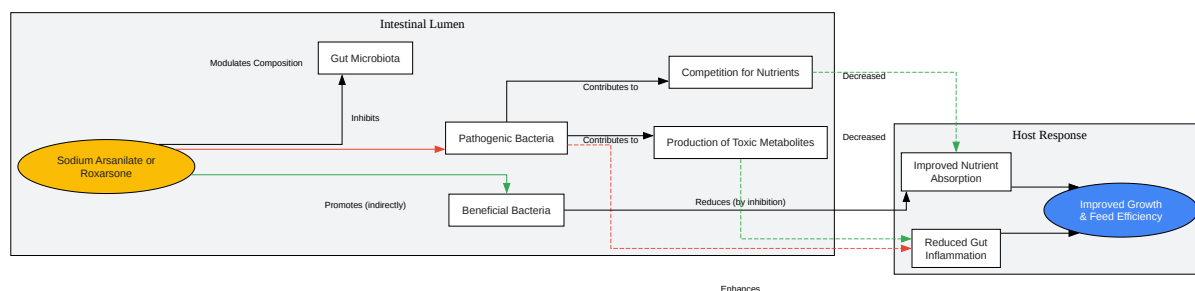 Intestinal Lumen
Gut Microbiota
Modulates Composition
Competition for Nutrients
Decreased
Contributes to
Inhibits
Pathogenic Bacteria
Contributes to
Production of Toxic Metabolites
Decreased
Host Response
Sodium Arsanilate or
Roxarsone
Improved Nutrient
Absorption
Promotes (indirectly)
Beneficial Bacteria
Reduces (by inhibition)
Improved Growth
& Feed Efficiency
Reduced Gut
Inflammation
Enhances